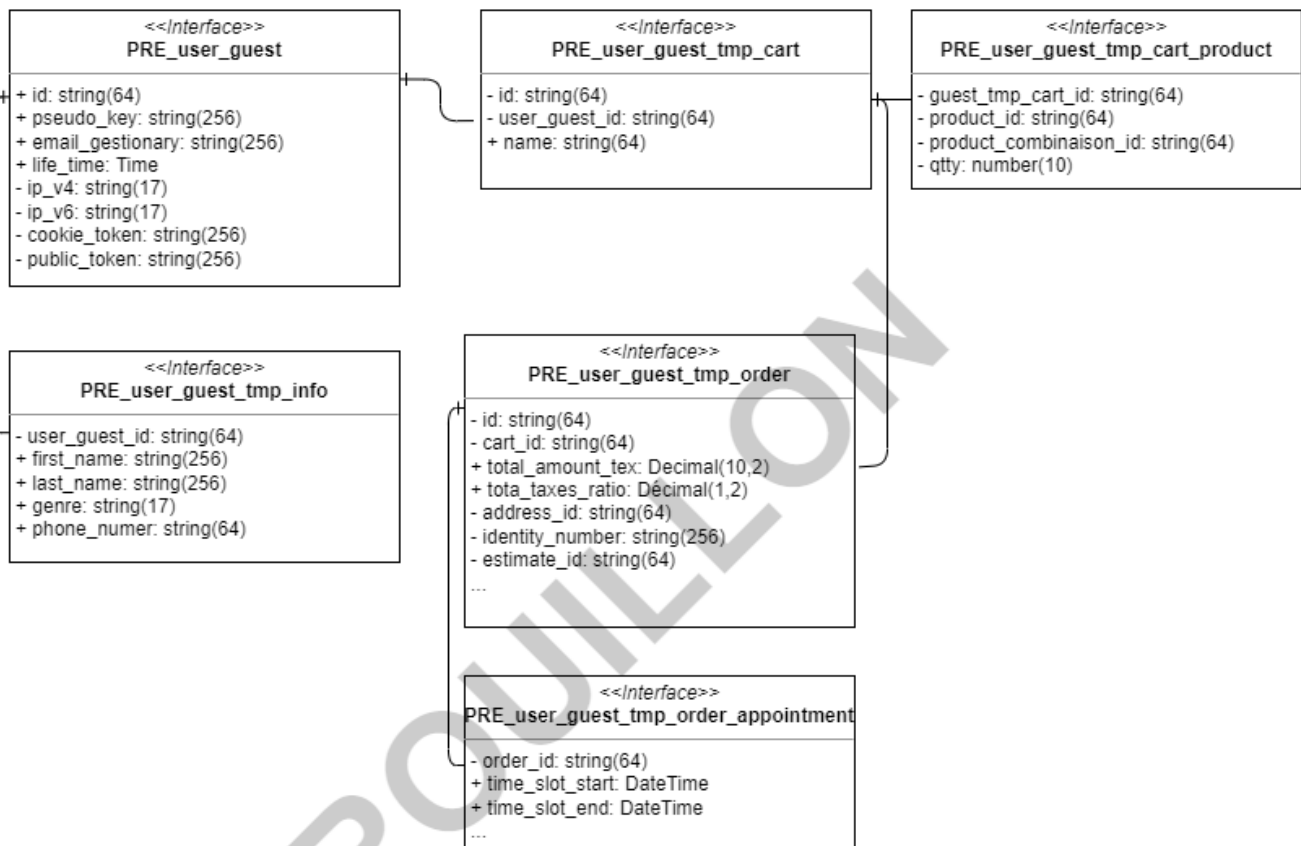 <<Interface>>
PRE_user_guest
+ id: string(64)
+ pseudo_key: string(256)
+ email_gestionary: string(256)
+ life_time: Time
- ip_v4: string(17)
- ip_v6: string(17)
- cookie_token: string(256)
- public_token: string(256)
<<Interface>>
PRE_user_guest_tmp_cart
- id: string(64)
- user_guest_id: string(64)
+ name: string(64)
<<Interface>>
PRE_user_guest_tmp_cart_product
- guest_tmp_cart_id: string(64)
- product_id: string(64)
- product_combinaison_id: string(64)
- qtty: number(10)
<<Interface>>
PRE_user_guest_tmp_info
- user_guest_id: string(64)
+ first_name: string(256)
+ last_name: string(256)
+ genre: string(17)
+ phone_numer: string(64)
<<Interface>>
PRE_user_guest_tmp_order
- id: string(64)
- cart_id: string(64)
+ total_amount_tex: Decimal(10,2)
+ tota_taxes_ratio: Décimal(1,2)
- address_id: string(64)
- identity_number: string(256)
- estimate_id: string(64)
...
<<Interface>>
PRE_user_guest_tmp_order_appointment
- order_id: string(64)
+ time_slot_start: DateTime
+ time_slot_end: DateTime
...
OUILLON